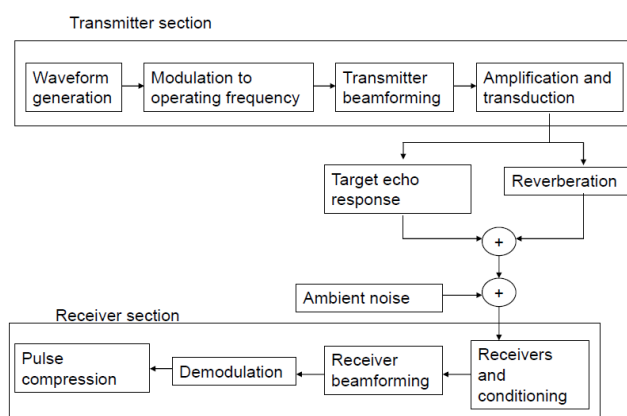 Transmitter section
Waveform
generation
Modulation to
operating frequency
Transmitter
beamforming
Amplification and
transduction
Target echo
response
Reverberation
+
+
Ambient noise
Receiver section
Pulse
compression
Demodulation
Receiver
beamforming
Receivers
and
conditioning